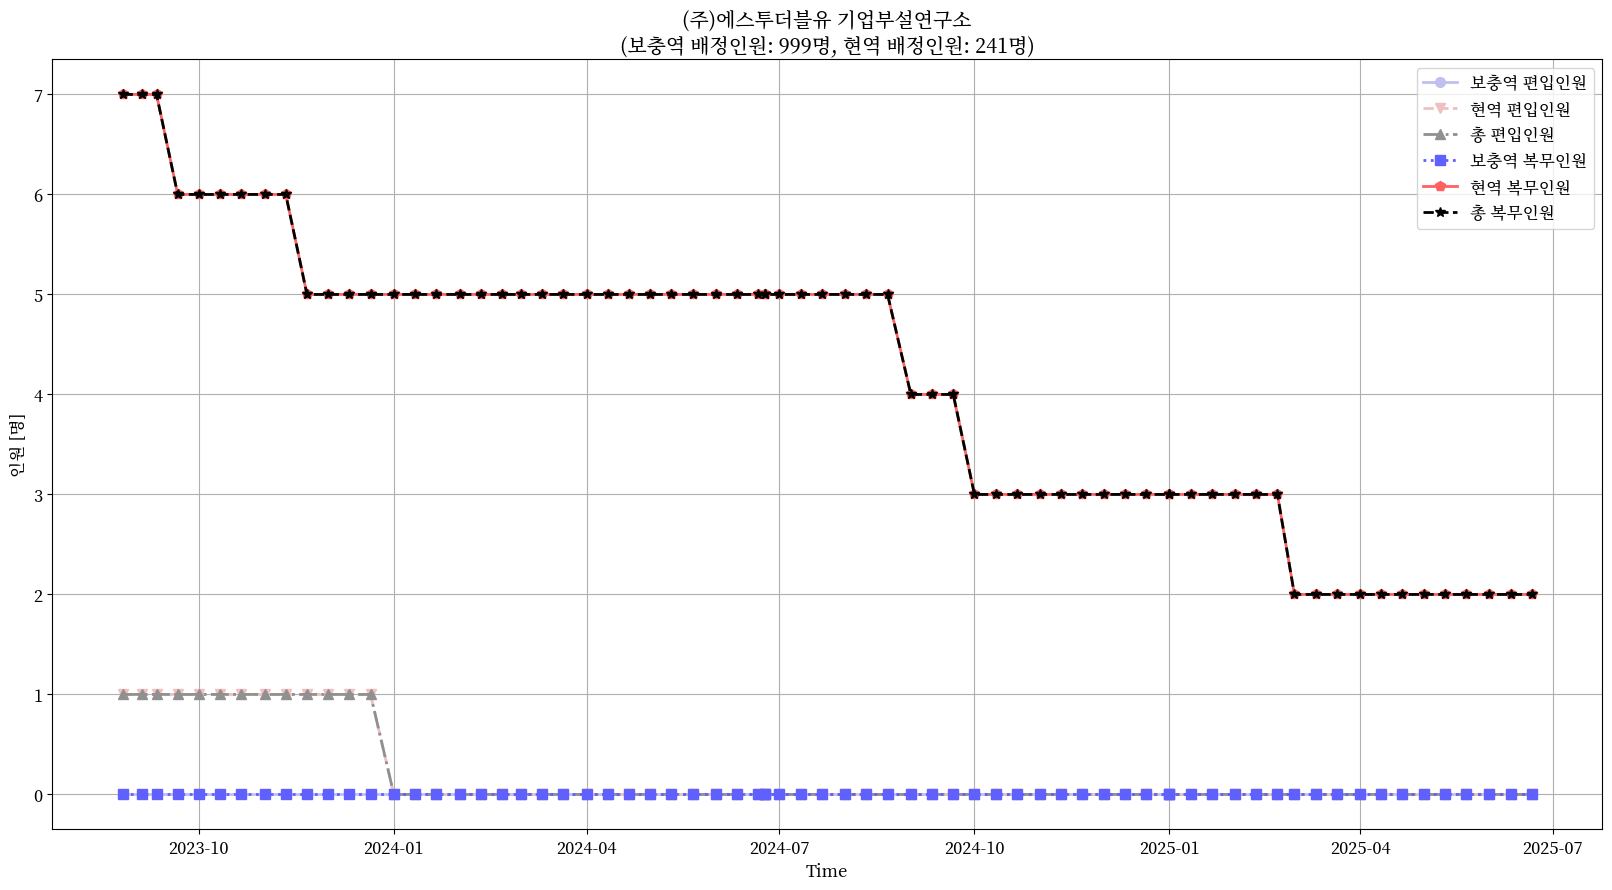 (주)에스투더블유 기업부설연구소
(보충역 배정인원: 999명, 현역 배정인원: 241명)
보충역 편입인원
현역 편입인원
총 편입인원
보충역 복무인원
현역 복무인원
총 복무인원
인원 [명]
7
6
5
4
3
2
1
0
2023-10
2024-01
2024-04
2024-07
2024-10
2025-01
2025-04
2025-07
Time